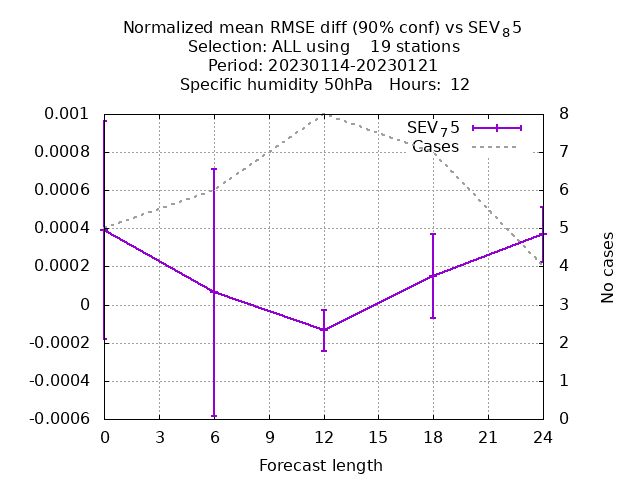 Normalized mean RMSE diff (90% conf) vs SEV₈5
Selection: ALL using    19 stations
Period: 20230114-20230121
Specific humidity 50hPa   Hours: 12
SEV₇5
Cases
0.001
0.0008
0.0006
0.0004
0.0002
0
-0.0002
-0.0004
-0.0006
8
7
6
5
4
3
2
1
0
No cases
0 3 6 9 12 15 18 21 24
Forecast length